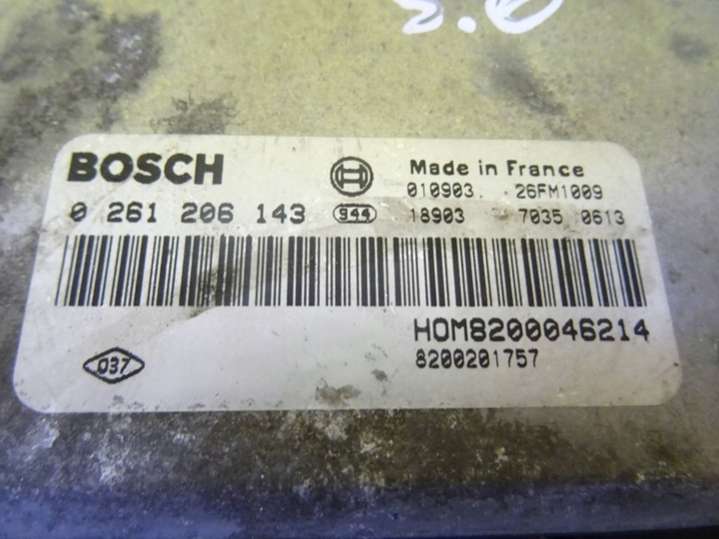 BOSCH Made in France
010903. 26FM1009
0 261 206 143 944 18903 7035 0613
HOM8200046214
037 8200201757